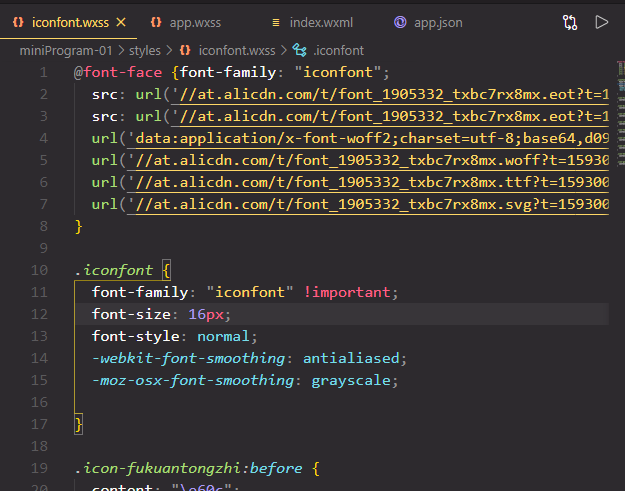 iconfont.wxss
app.wxss
index.wxml
app.json
miniProgram-01 > styles > iconfont.wxss > .iconfont
1 @font-face {font-family: "iconfont";
2 src: url('//at.alicdn.com/t/font_1905332_txbc7rx8mx.eot?t=1
3 src: url('//at.alicdn.com/t/font_1905332_txbc7rx8mx.eot?t=1
4 url('data:application/x-font-woff2;charset=utf-8;base64,d09
5 url('//at.alicdn.com/t/font_1905332_txbc7rx8mx.woff?t=159300
6 url('//at.alicdn.com/t/font_1905332_txbc7rx8mx.ttf?t=159300
7 url('//at.alicdn.com/t/font_1905332_txbc7rx8mx.svg?t=159300
8 }
9
10 .iconfont {
11 font-family: "iconfont" !important;
12 font-size: 16px;
13 font-style: normal;
14 -webkit-font-smoothing: antialiased;
15 -moz-osx-font-smoothing: grayscale;
16
17 }
18
19 .icon-fukuantongzhi:before {
20 content: "\e60c";